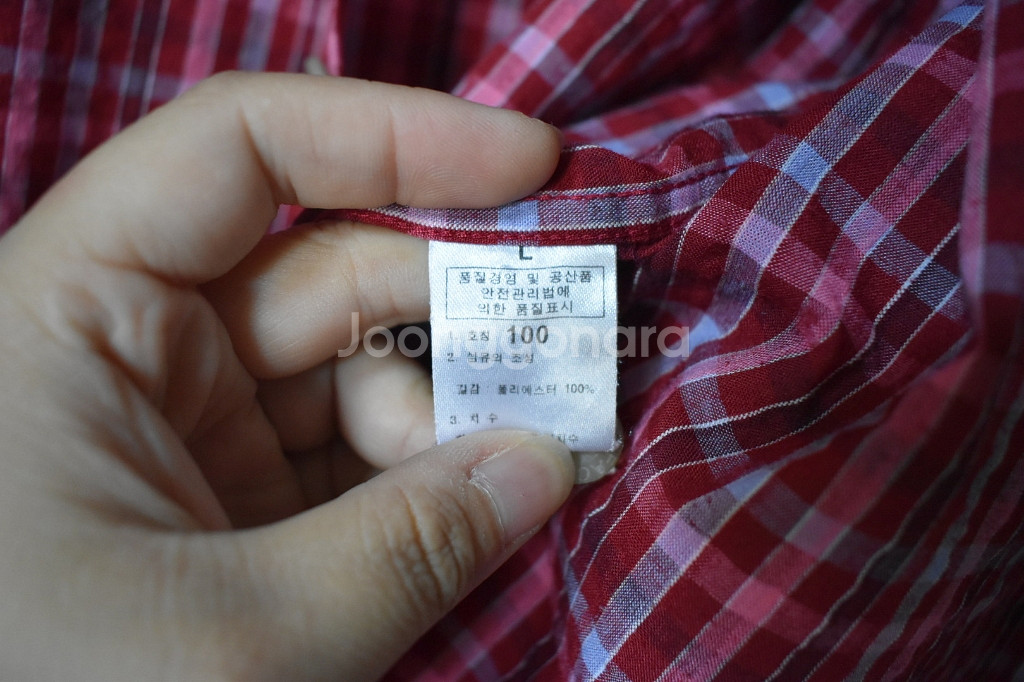 L
품질경영 및 공산품
안전관리법에
의한 품질표시
호칭 100
Joonggonara
2. 섬유의 조성
겉감 폴리에스터 100%
3. 치 수